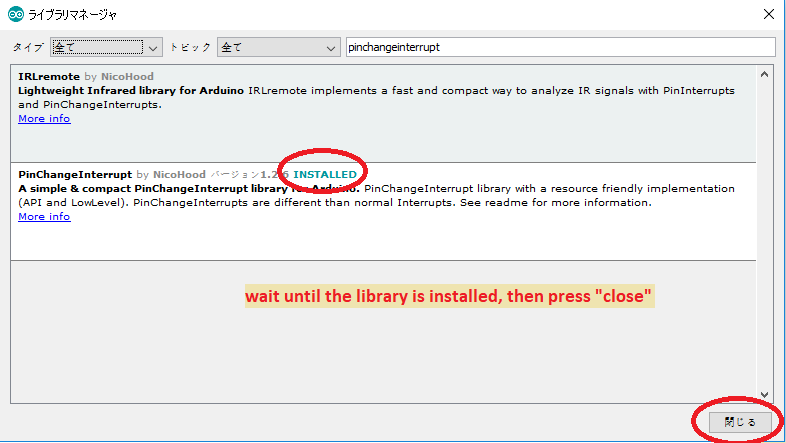 ライブラリマネージャ
タイプ 全て トピック 全て pinchangeinterrupt
IRLremote by NicoHood
Lightweight Infrared library for Arduino IRLremote implements a fast and compact way to analyze IR signals with PinInterrupts
and PinChangeInterrupts.
More info
PinChangeInterrupt by NicoHood バージョン1.2.6 INSTALLED
A simple & compact PinChangeInterrupt library for Arduino. PinChangeInterrupt library with a resource friendly implementation
(API and LowLevel). PinChangeInterrupts are different than normal Interrupts. See readme for more information.
More info
wait until the library is installed, then press "close"
閉じる